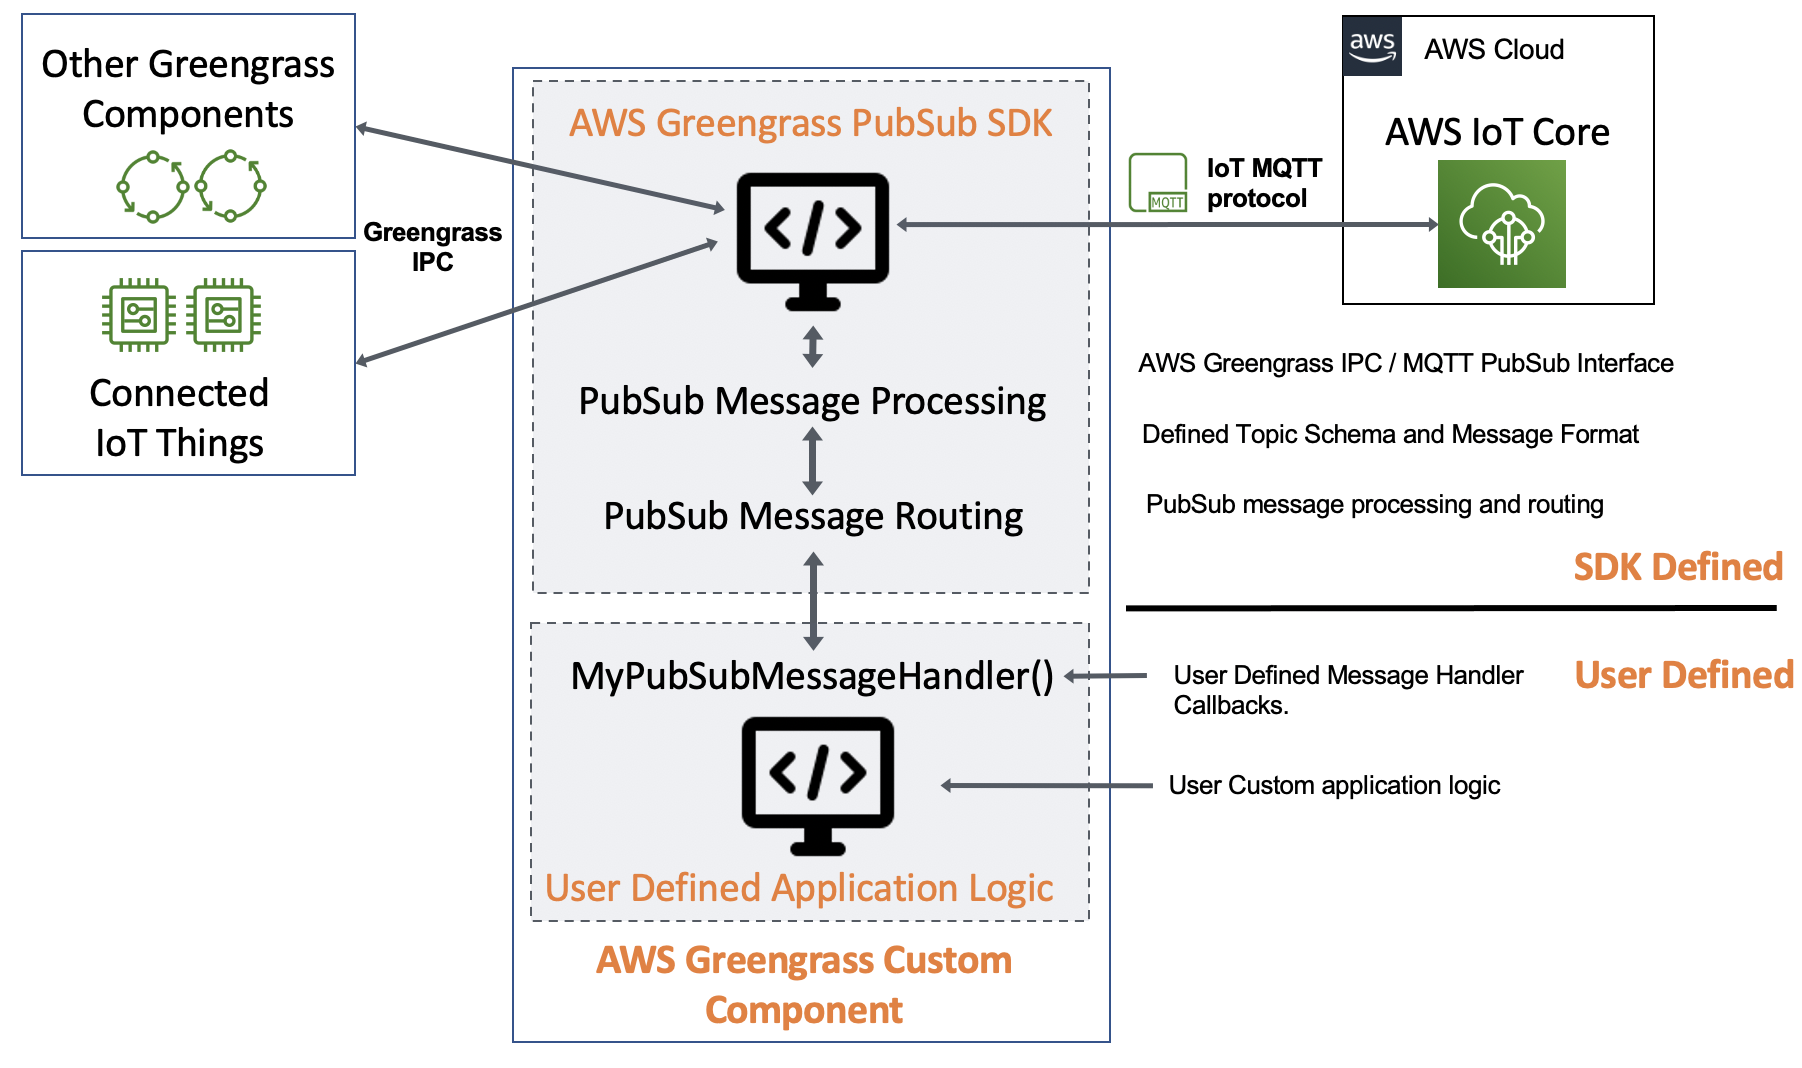 Other Greengrass
Components
Connected
IoT Things
Greengrass
IPC
AWS Greengrass PubSub SDK
</>
PubSub Message Processing
PubSub Message Routing
MyPubSubMessageHandler()
</>
User Defined Application Logic
AWS Greengrass Custom
Component
MQTT
IoT MQTT
protocol
aws
AWS Cloud
AWS IoT Core
AWS Greengrass IPC / MQTT PubSub Interface
Defined Topic Schema and Message Format
PubSub message processing and routing
SDK Defined
User Defined
User Defined Message Handler
Callbacks.
User Custom application logic